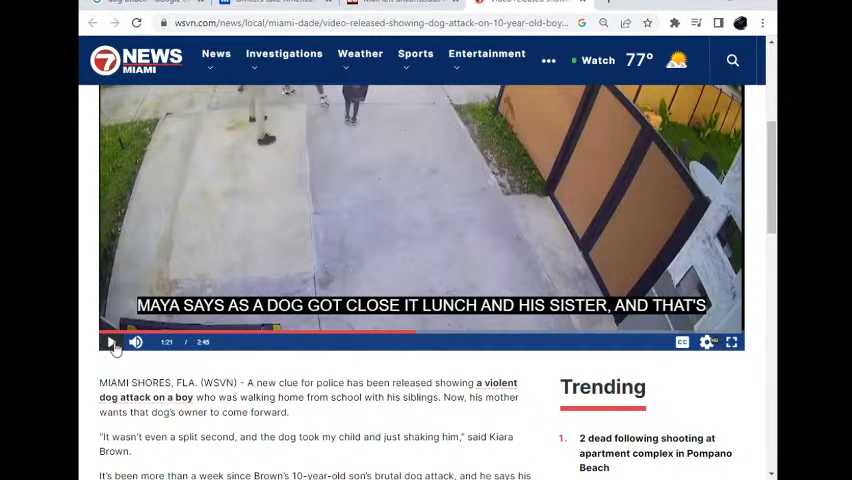 wsvn.com/news/local/miami-dade/video-released-showing-dog-attack-on-10-year-old-boy...
7 NEWS MIAMI
News
Investigations
Weather
Sports
Entertainment
Watch
77°
MAYA SAYS AS A DOG GOT CLOSE IT LUNCH AND HIS SISTER, AND THAT'S
1:21 / 2:45
CC
HD
MIAMI SHORES, FLA. (WSVN) - A new clue for police has been released showing a violent
dog attack on a boy who was walking home from school with his siblings. Now, his mother
wants that dog's owner to come forward.
"It wasn't even a split second, and the dog took my child and just shaking him," said Kiara
Brown.
It's been more than a week since Brown's 10-year-old son's brutal dog attack, and he says his
Trending
1. 2 dead following shooting at
apartment complex in Pompano
Beach